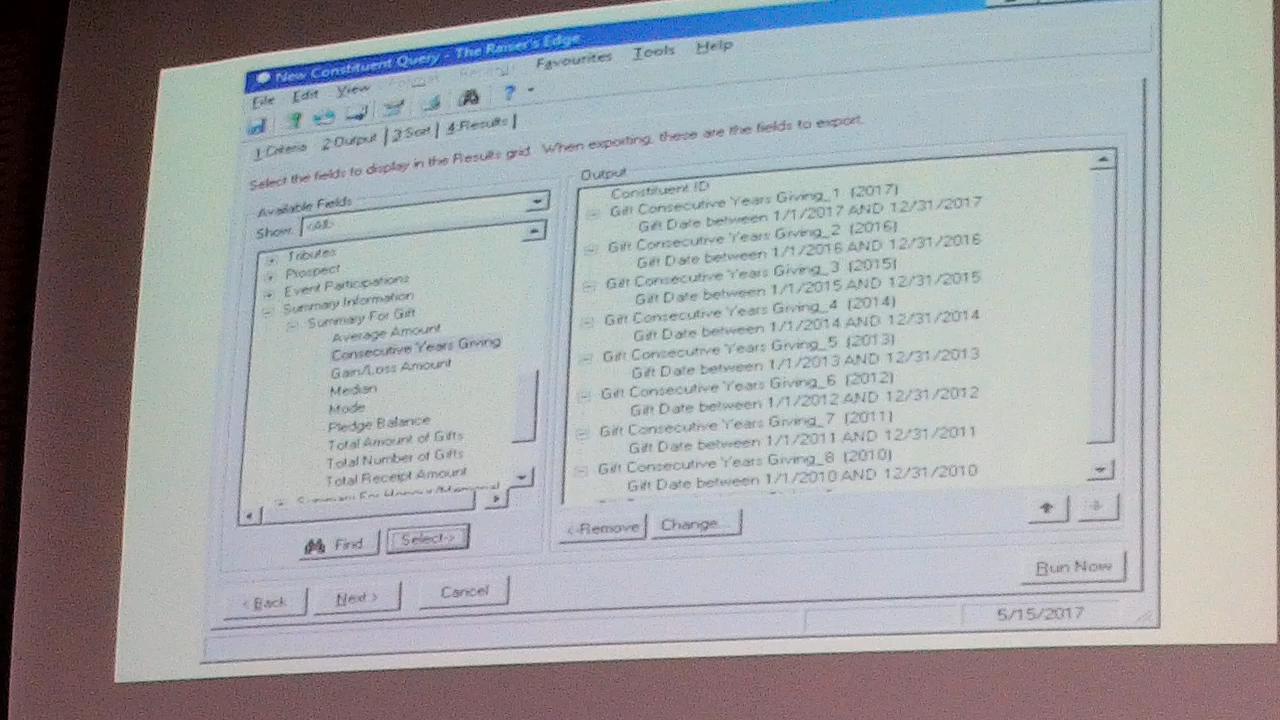 New Constituent Query - The Raiser's Edge
File Edit View Format Favourites Tools Help
1.Criteria 2.Output 3.Sort 4.Results
Select the fields to display in the Results grid. When exporting, these are the fields to export.
Available Fields
Show: <All>
Tributes
Prospect
Event Participations
Summary Information
Summary For Gift
Average Amount
Consecutive Years Giving
Gain/Loss Amount
Median
Mode
Pledge Balance
Total Amount of Gifts
Total Number of Gifts
Total Receipt Amount
Summary For Honour/Memorial
Find Select->
Output
Constituent ID
Gift Consecutive Years Giving_1 (2017)
Gift Date between 1/1/2017 AND 12/31/2017
Gift Consecutive Years Giving_2 (2016)
Gift Date between 1/1/2016 AND 12/31/2016
Gift Consecutive Years Giving_3 (2015)
Gift Date between 1/1/2015 AND 12/31/2015
Gift Consecutive Years Giving_4 (2014)
Gift Date between 1/1/2014 AND 12/31/2014
Gift Consecutive Years Giving_5 (2013)
Gift Date between 1/1/2013 AND 12/31/2013
Gift Consecutive Years Giving_6 (2012)
Gift Date between 1/1/2012 AND 12/31/2012
Gift Consecutive Years Giving_7 (2011)
Gift Date between 1/1/2011 AND 12/31/2011
Gift Consecutive Years Giving_8 (2010)
Gift Date between 1/1/2010 AND 12/31/2010
<-Remove Change...
< Back Next > Cancel Run Now
5/15/2017